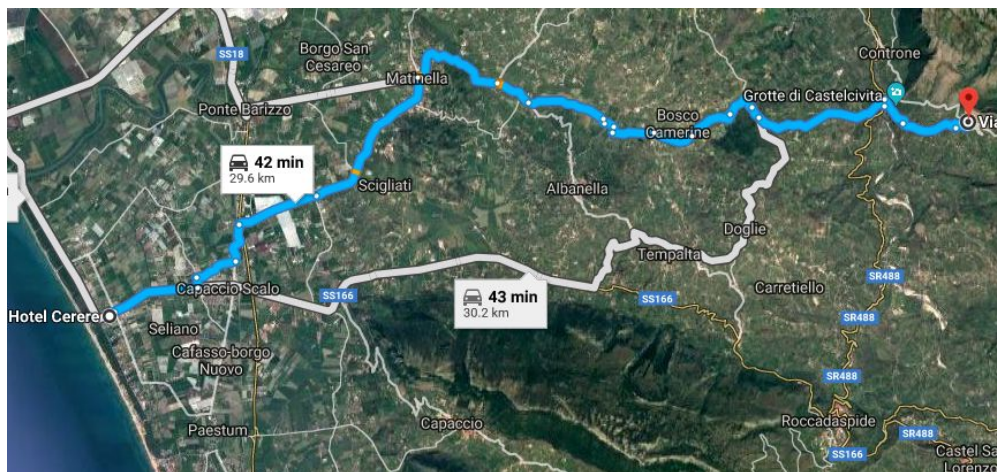 SS18
Borgo San
Cesareo
Controne
Matinella
Ponte Barizzo
Grotte di Castelcivita
Bosco
Camerine
Via
42 min
29.6 km
Scigliati
Albanella
Doglie
Tempalta
Capaccio Scalo
SS166
43 min
30.2 km
SS166
SR488
Carretiello
Hotel Cerere
Seliano
SR488
Cafasso-borgo
Nuovo
SR488
Roccadaspide
Capaccio
Paestum
SR488
SS166
Castel Sa
Lorenzo